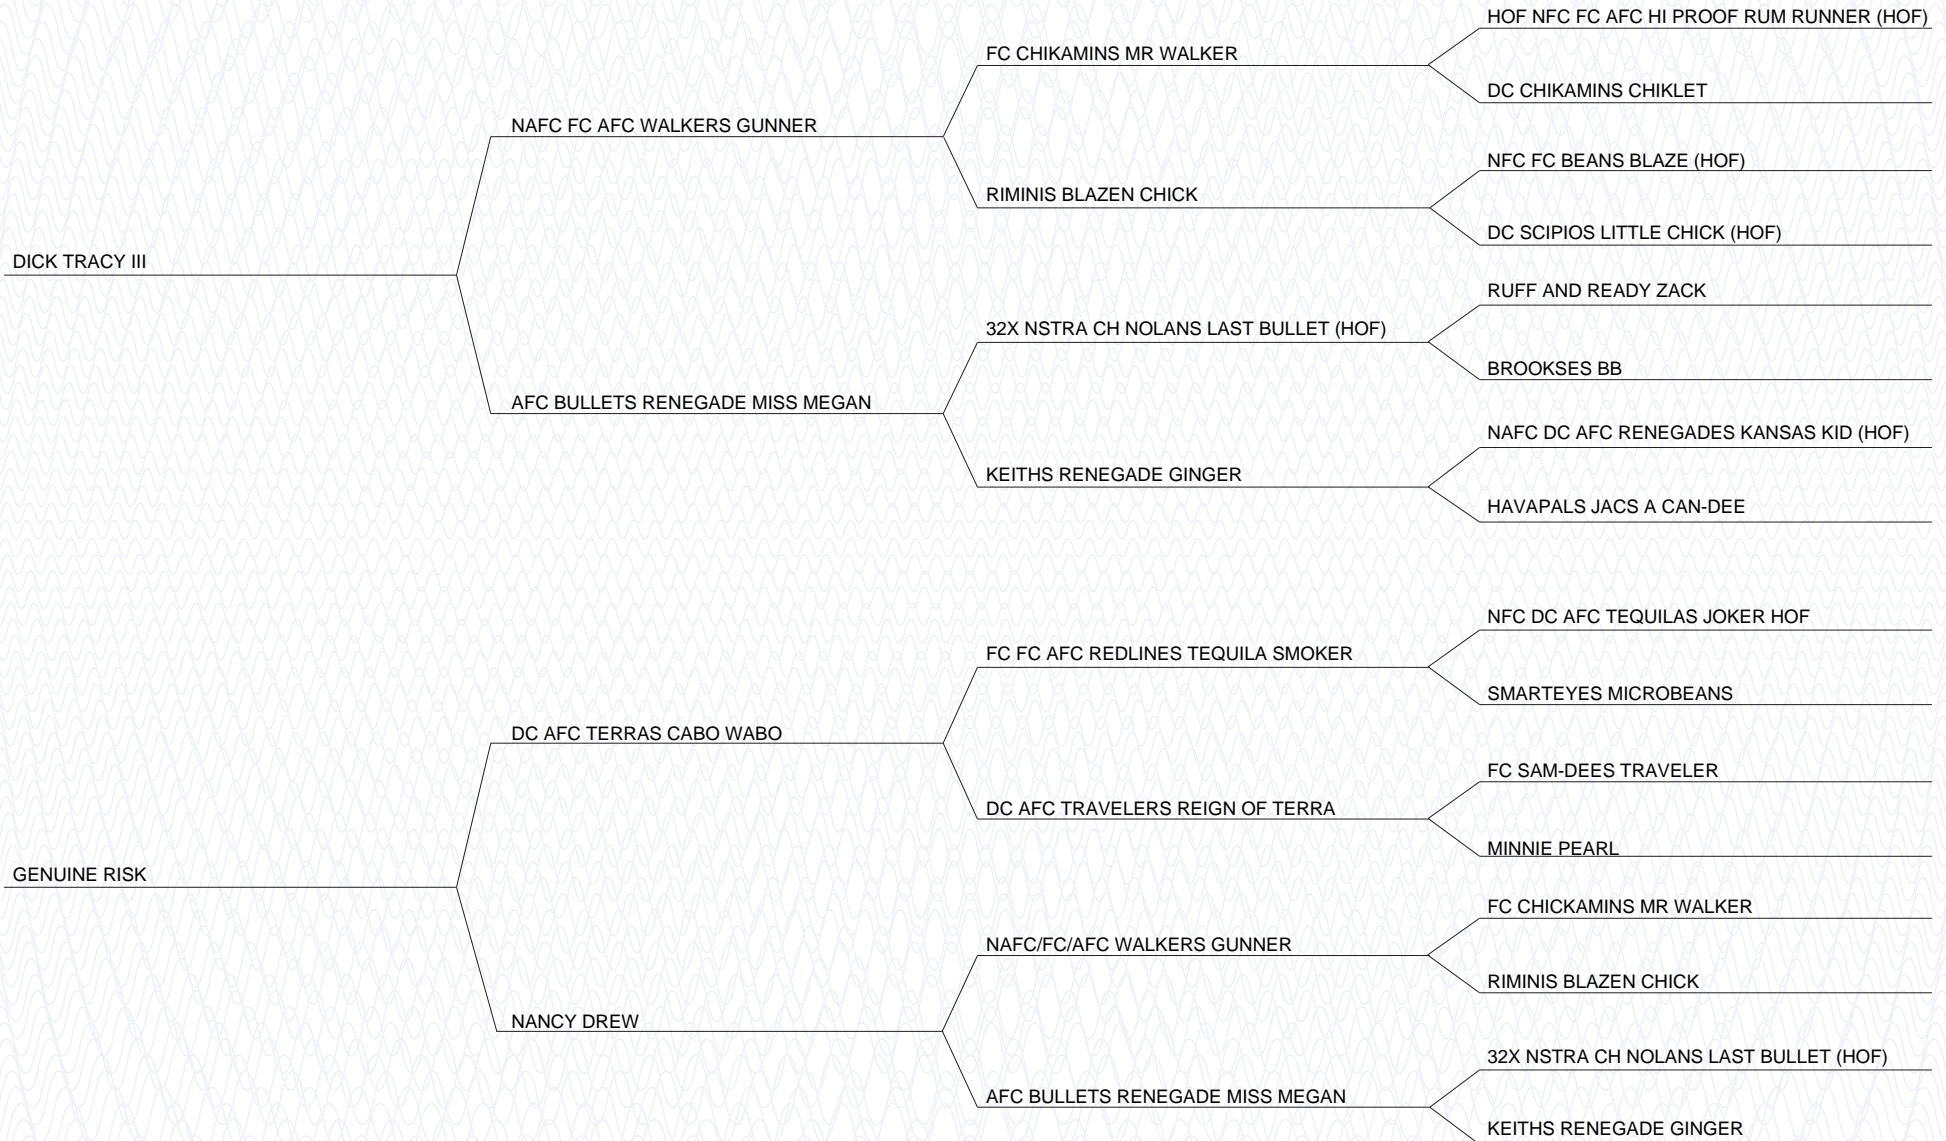 HOF NFC FC AFC HI PROOF RUM RUNNER (HOF)
FC CHIKAMINS MR WALKER
DC CHIKAMINS CHIKLET
NAFC FC AFC WALKERS GUNNER
NFC FC BEANS BLAZE (HOF)
RIMINIS BLAZEN CHICK
DC SCIPIOS LITTLE CHICK (HOF)
DICK TRACY III
RUFF AND READY ZACK
32X NSTRA CH NOLANS LAST BULLET (HOF)
BROOKSES BB
AFC BULLETS RENEGADE MISS MEGAN
NAFC DC AFC RENEGADES KANSAS KID (HOF)
KEITHS RENEGADE GINGER
HAVAPALS JACS A CAN-DEE
NFC DC AFC TEQUILAS JOKER HOF
FC FC AFC REDLINES TEQUILA SMOKER
SMARTEYES MICROBEANS
DC AFC TERRAS CABO WABO
FC SAM-DEES TRAVELER
DC AFC TRAVELERS REIGN OF TERRA
MINNIE PEARL
GENUINE RISK
FC CHICKAMINS MR WALKER
NAFC/FC/AFC WALKERS GUNNER
RIMINIS BLAZEN CHICK
NANCY DREW
32X NSTRA CH NOLANS LAST BULLET (HOF)
AFC BULLETS RENEGADE MISS MEGAN
KEITHS RENEGADE GINGER